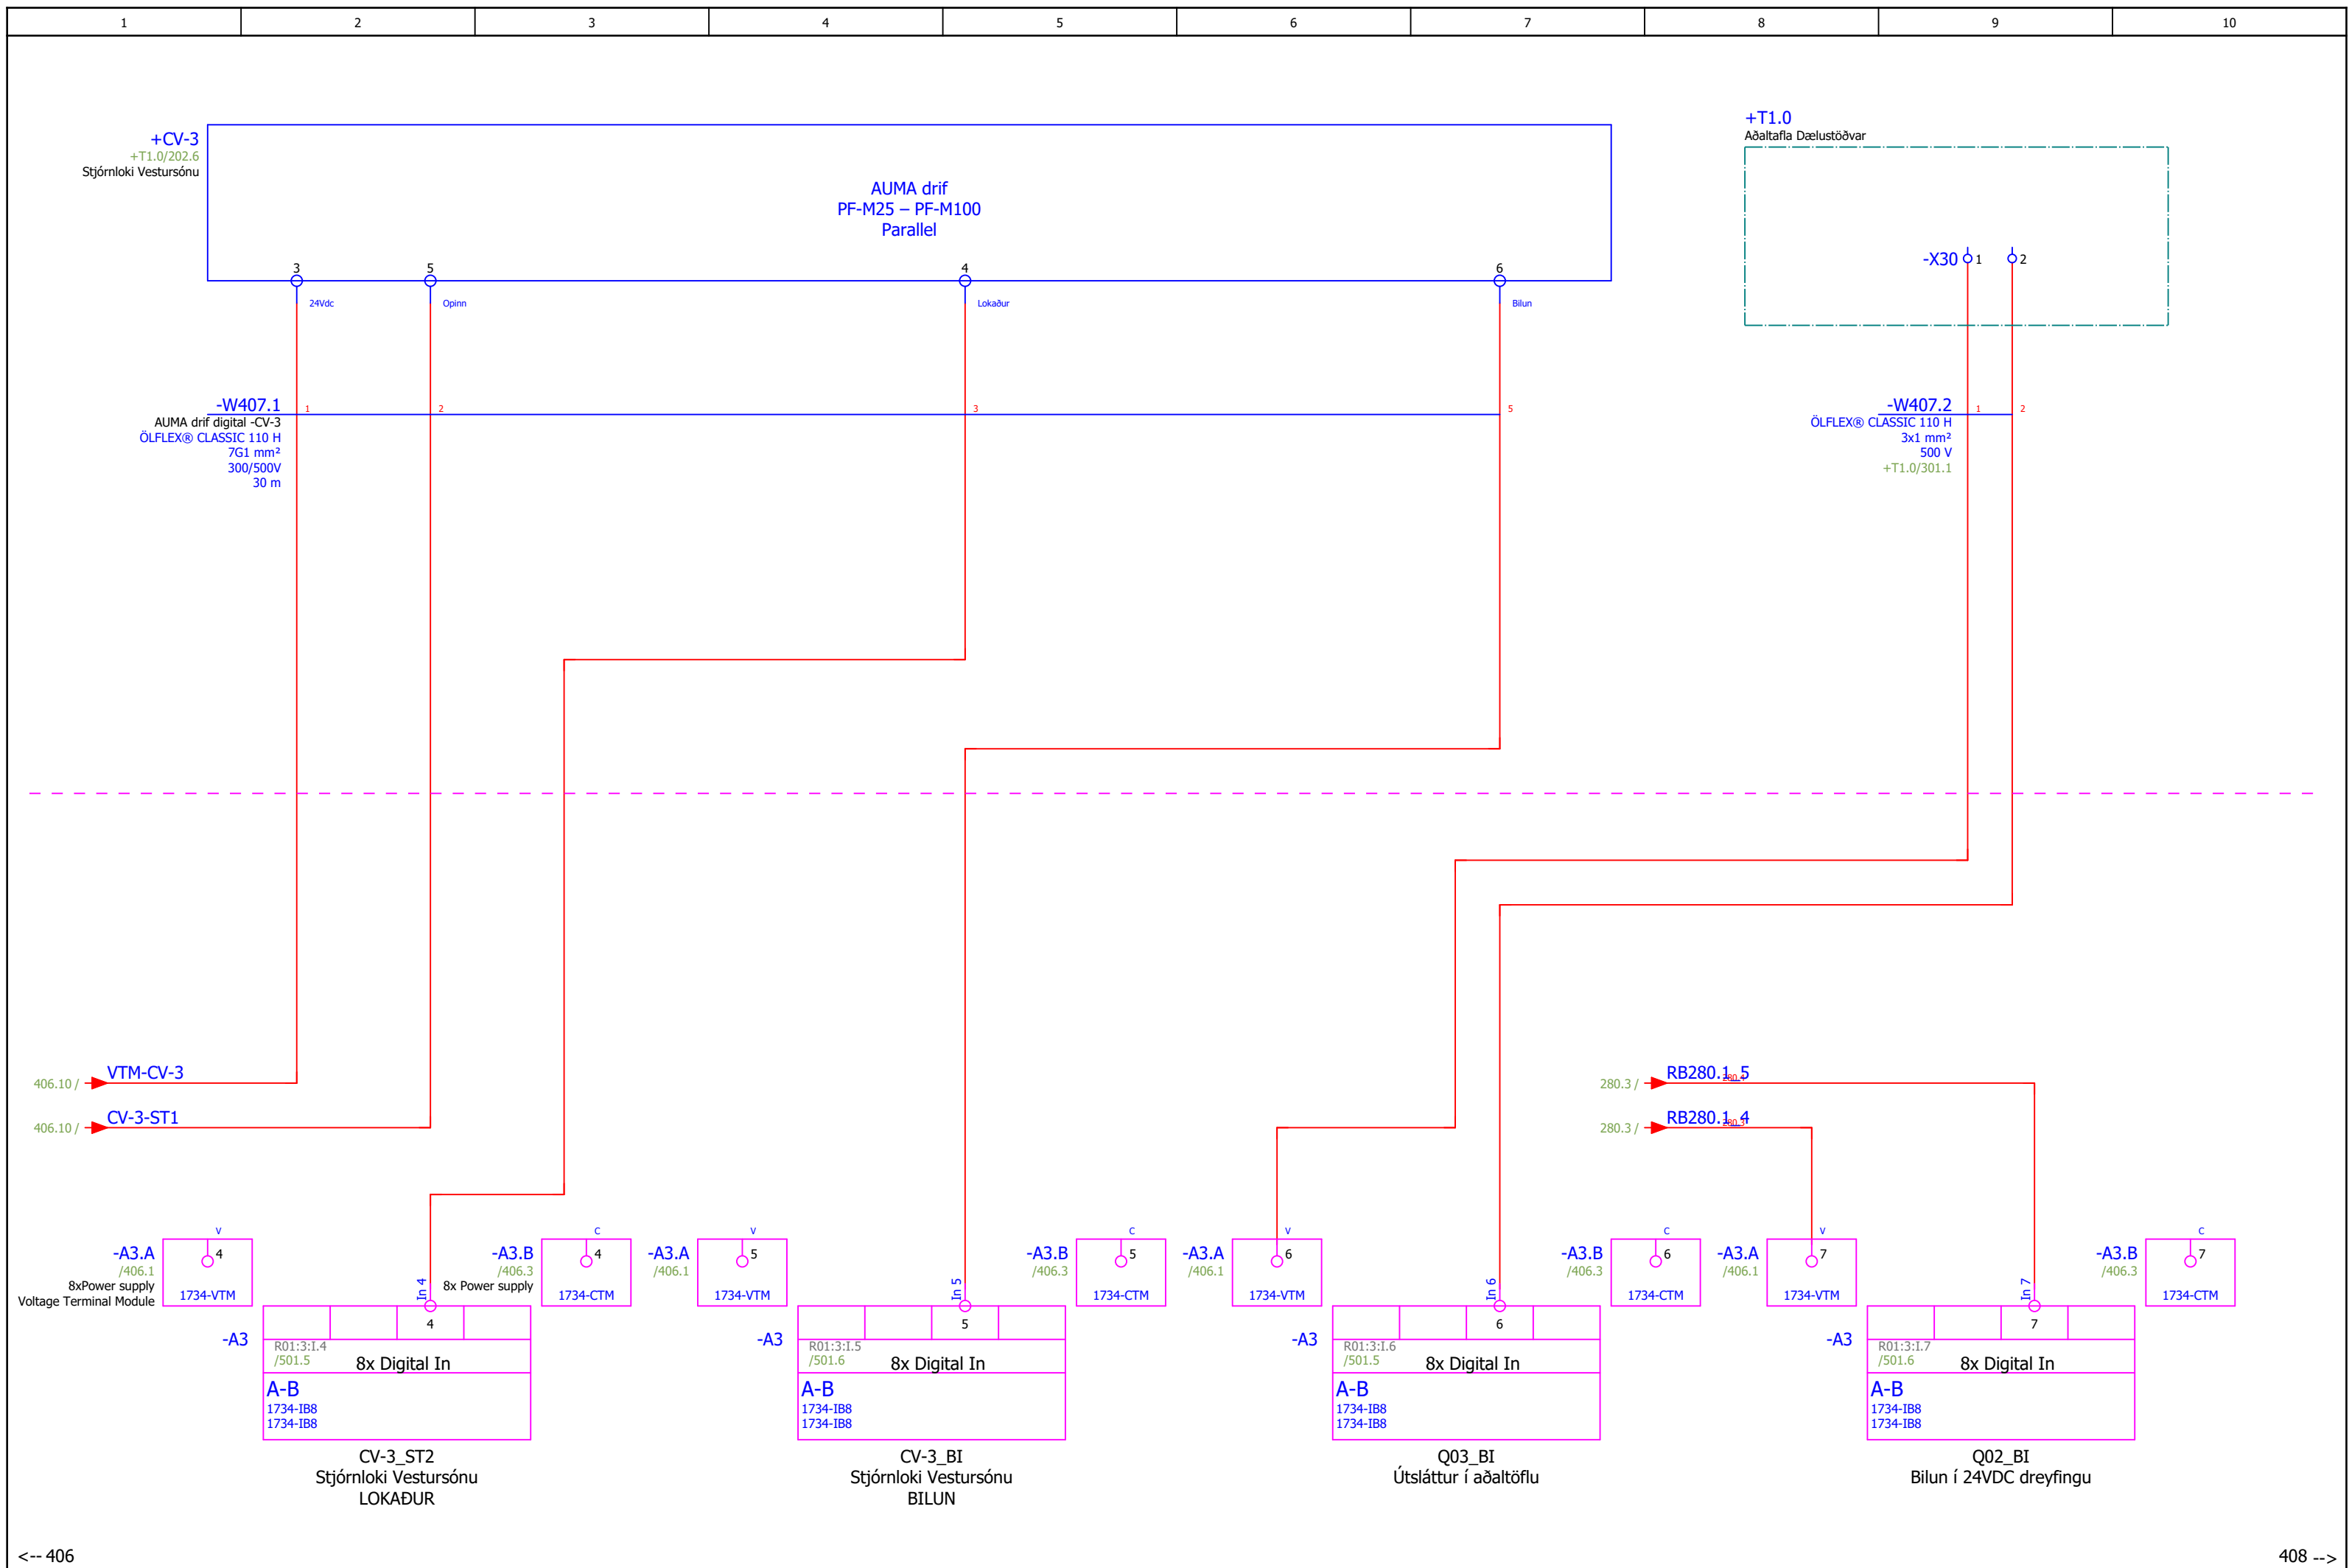 1 2 3 4 5 6 7 8 9 10
+CV-3
+T1.0/202.6
Stjórnloki Vestursónu
AUMA drif
PF-M25 – PF-M100
Parallel
3 5 4 6
24Vdc Opinn Lokaður Bilun
+T1.0
Aðaltafla Dælustöðvar
-X30 1 2
-W407.1 1 2 3 5
AUMA drif digital -CV-3
ÖLFLEX® CLASSIC 110 H
7G1 mm²
300/500V
30 m
-W407.2 1 2
ÖLFLEX® CLASSIC 110 H
3x1 mm²
500 V
+T1.0/301.1
406.10 / VTM-CV-3
406.10 / CV-3-ST1
280.3 / RB280.1_5 280.4
280.3 / RB280.1_4 280.3
-A3.A V 4
/406.1
8xPower supply
Voltage Terminal Module
1734-VTM
In 4
-A3.B C 4
/406.3
8x Power supply
1734-CTM
-A3 4
R01:3:I.4
/501.5 8x Digital In
A-B
1734-IB8
1734-IB8
CV-3_ST2
Stjórnloki Vestursónu
LOKAÐUR
-A3.A V 5
/406.1
1734-VTM
In 5
-A3.B C 5
/406.3
1734-CTM
-A3 5
R01:3:I.5
/501.6 8x Digital In
A-B
1734-IB8
1734-IB8
CV-3_BI
Stjórnloki Vestursónu
BILUN
-A3.A V 6
/406.1
1734-VTM
In 6
-A3.B C 6
/406.3
1734-CTM
-A3 6
R01:3:I.6
/501.5 8x Digital In
A-B
1734-IB8
1734-IB8
Q03_BI
Útsláttur í aðaltöflu
-A3.A V 7
/406.1
1734-VTM
In 7
-A3.B C 7
/406.3
1734-CTM
-A3 7
R01:3:I.7
/501.6 8x Digital In
A-B
1734-IB8
1734-IB8
Q02_BI
Bilun í 24VDC dreyfingu
<-- 406
408 -->